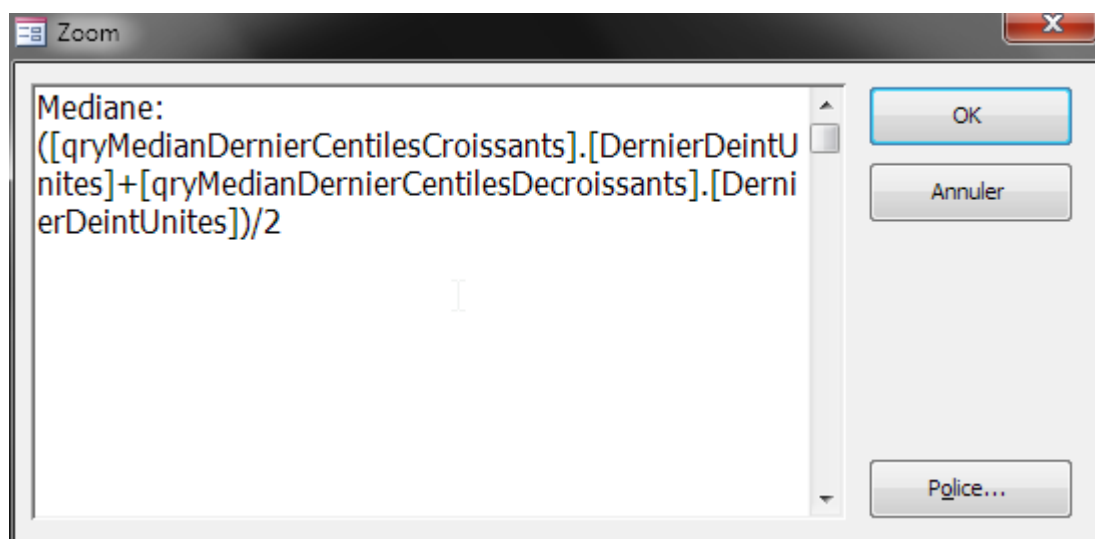 Zoom
Mediane:
([qryMedianDernierCentilesCroissants].[DernierDeintU
nites]+[qryMedianDernierCentilesDecroissants].[Derni
erDeintUnites])/2
OK
Annuler
Police...